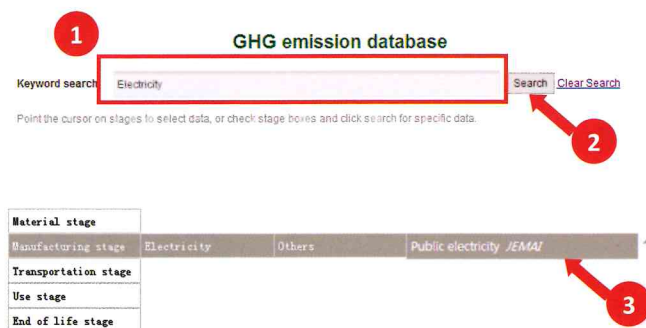 1
GHG emission database
Keyword search Electricity Search Clear Search
Point the cursor on stages to select data, or check stage boxes and click search for specific data.
2
Material stage
Manufacturing stage Electricity Others Public electricity JEMAI
Transportation stage
Use stage
3
End of life stage